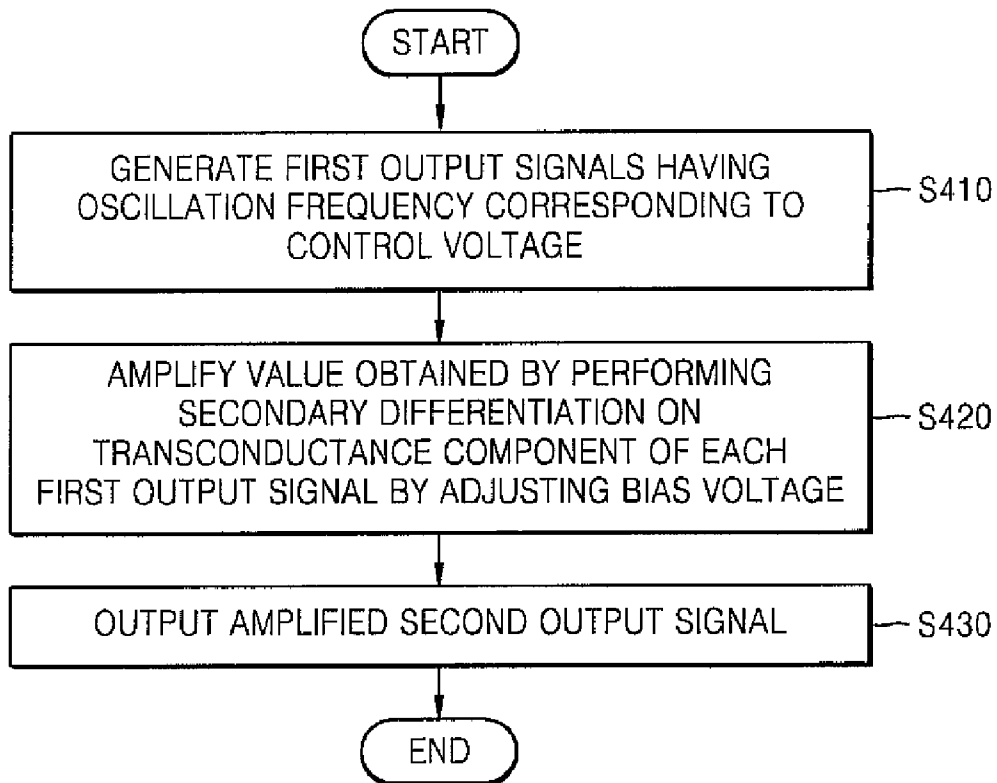 START
GENERATE FIRST OUTPUT SIGNALS HAVING
OSCILLATION FREQUENCY CORRESPONDING TO
CONTROL VOLTAGE
S410
AMPLIFY VALUE OBTAINED BY PERFORMING
SECONDARY DIFFERENTIATION ON
TRANSCONDUCTANCE COMPONENT OF EACH
FIRST OUTPUT SIGNAL BY ADJUSTING BIAS VOLTAGE
S420
OUTPUT AMPLIFIED SECOND OUTPUT SIGNAL
S430
END